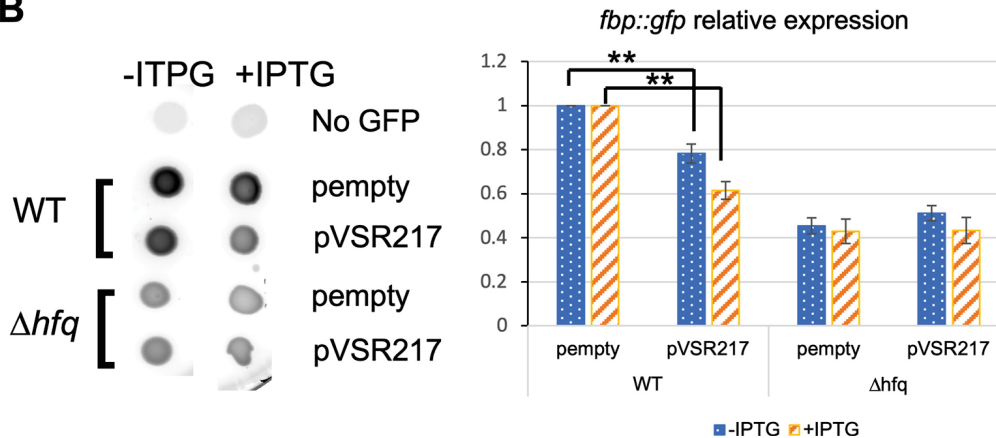 B
-ITPG +IPTG
No GFP
WT
pempty
pVSR217
Δhfq
pempty
pVSR217
fbp::gfp relative expression
1.2
1
0.8
0.6
0.4
0.2
0
**
**
pempty pVSR217 pempty pVSR217
WT Δhfq
-IPTG +IPTG